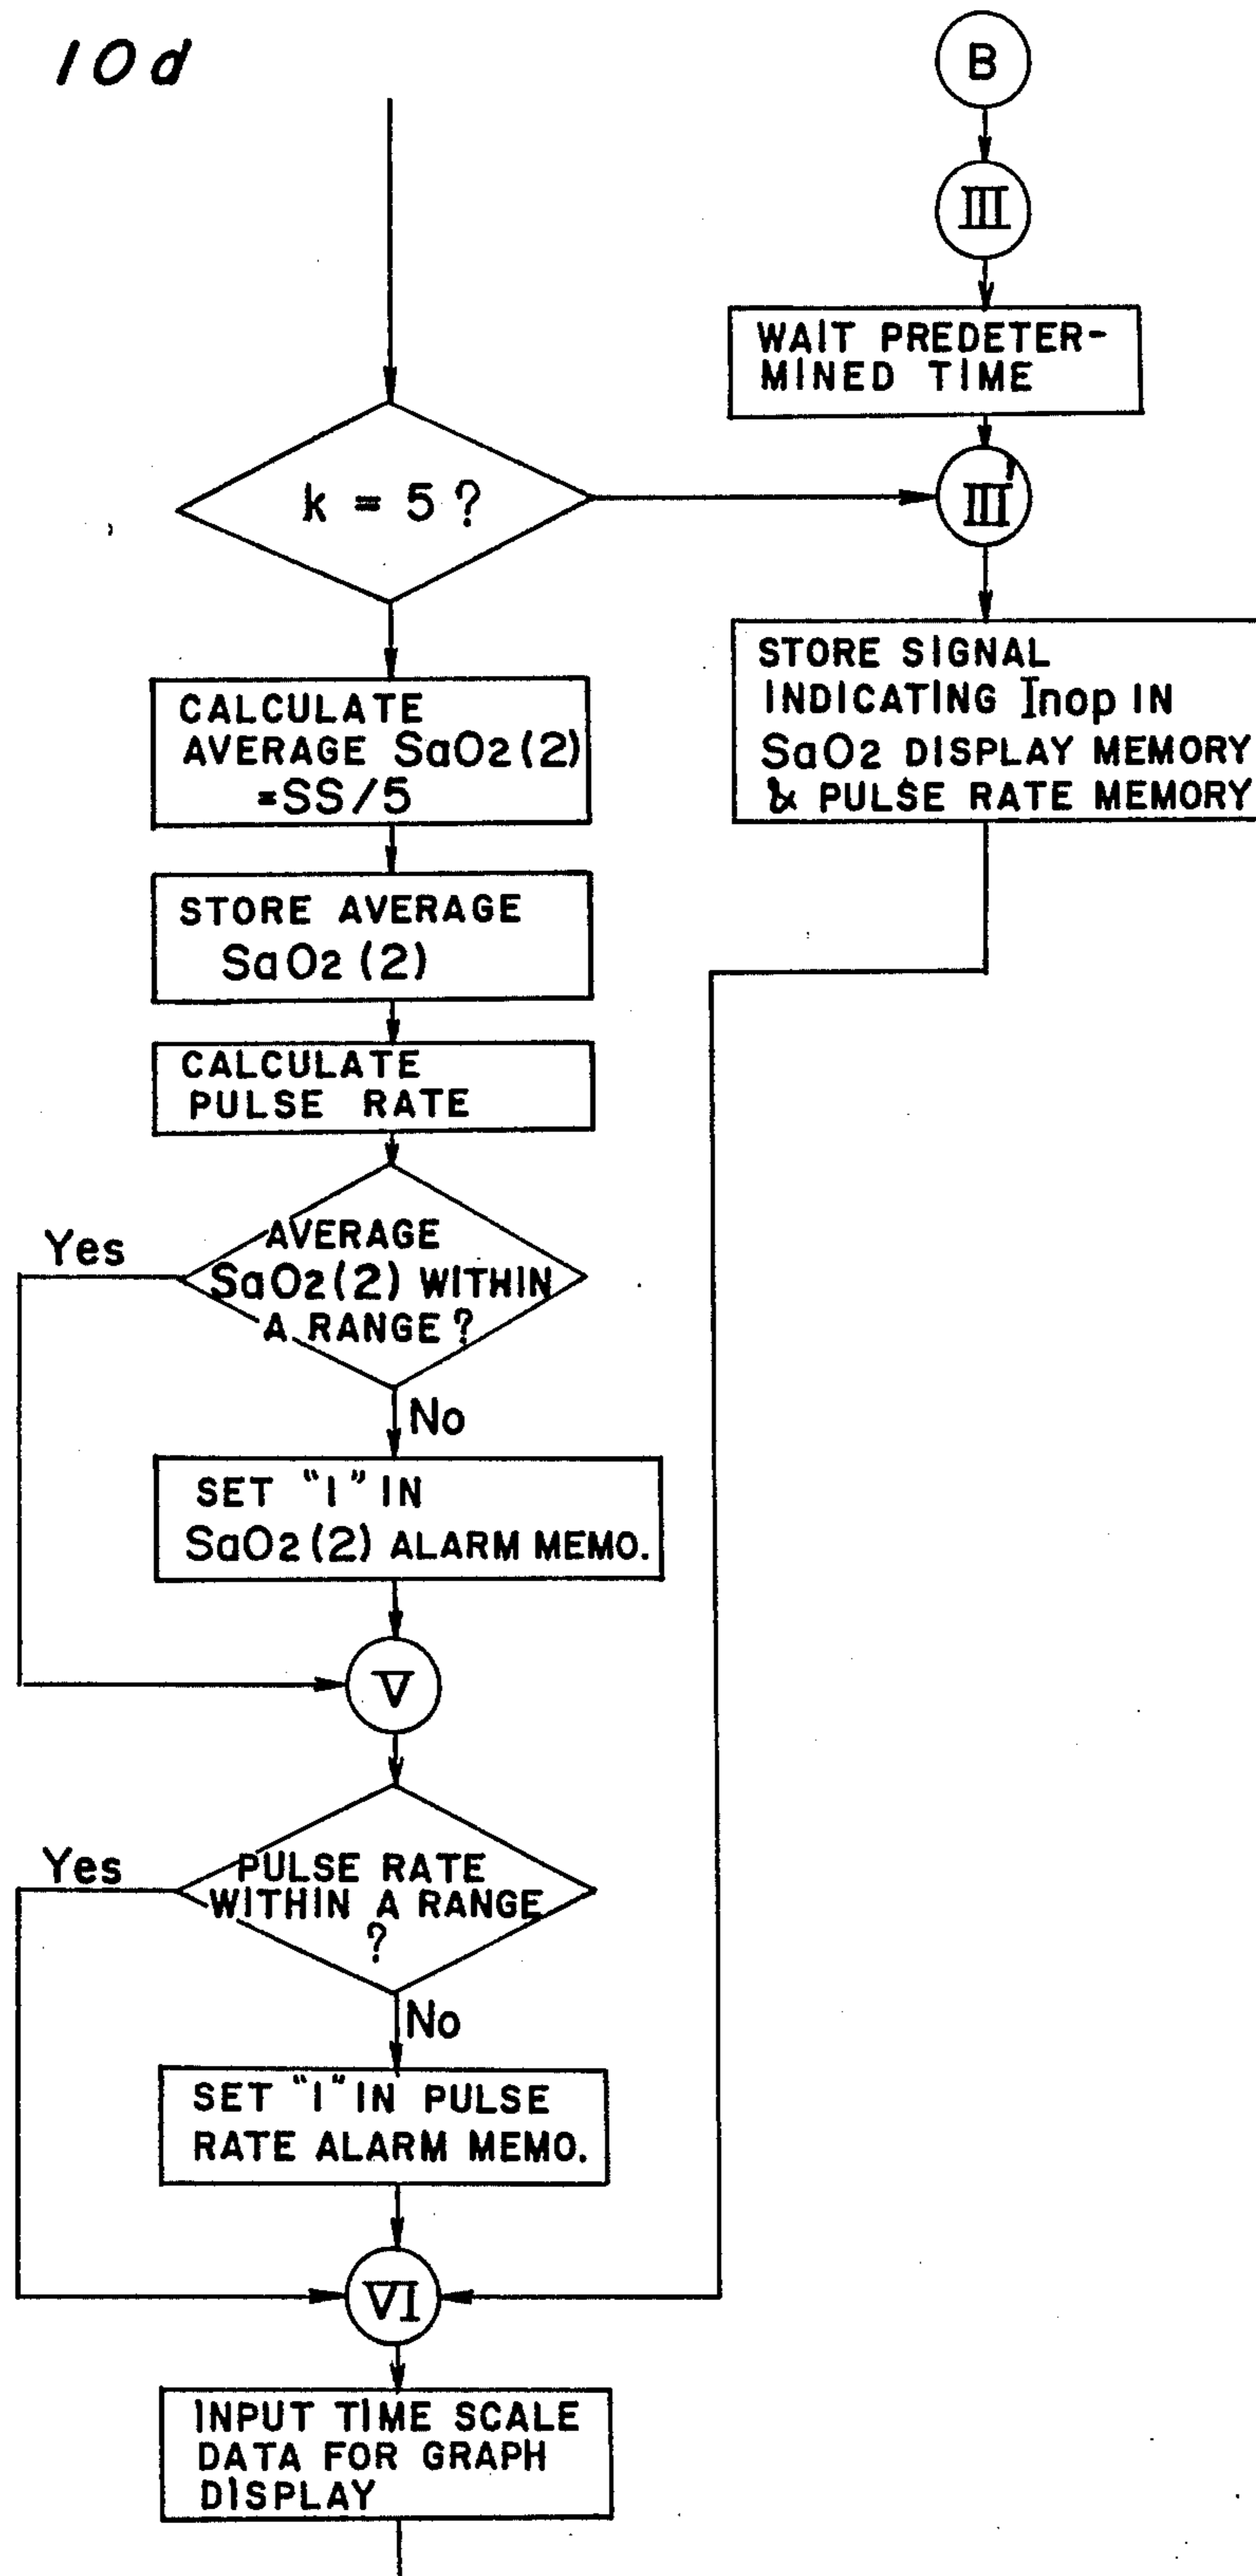 10d
B
III
WAIT PREDETER-
MINED TIME
k = 5 ?
III'
STORE SIGNAL
INDICATING Inop IN
SaO2 DISPLAY MEMORY
& PULSE RATE MEMORY
CALCULATE
AVERAGE SaO2(2)
=SS/5
STORE AVERAGE
SaO2(2)
CALCULATE
PULSE RATE
Yes
AVERAGE
SaO2(2) WITHIN
A RANGE?
No
SET "1" IN
SaO2(2) ALARM MEMO.
V
Yes
PULSE RATE
WITHIN A RANGE
?
No
SET "1" IN PULSE
RATE ALARM MEMO.
VI
INPUT TIME SCALE
DATA FOR GRAPH
DISPLAY